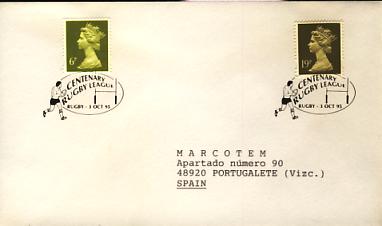 6P
19P
CENTENARY
RUGBY LEAGUE
RUGBY - 3 OCT 95
CENTENARY
RUGBY LEAGUE
RUGBY - 3 OCT 95
MARCOTEM
Apartado número 90
48920 PORTUGALETE (Vizc.)
SPAIN